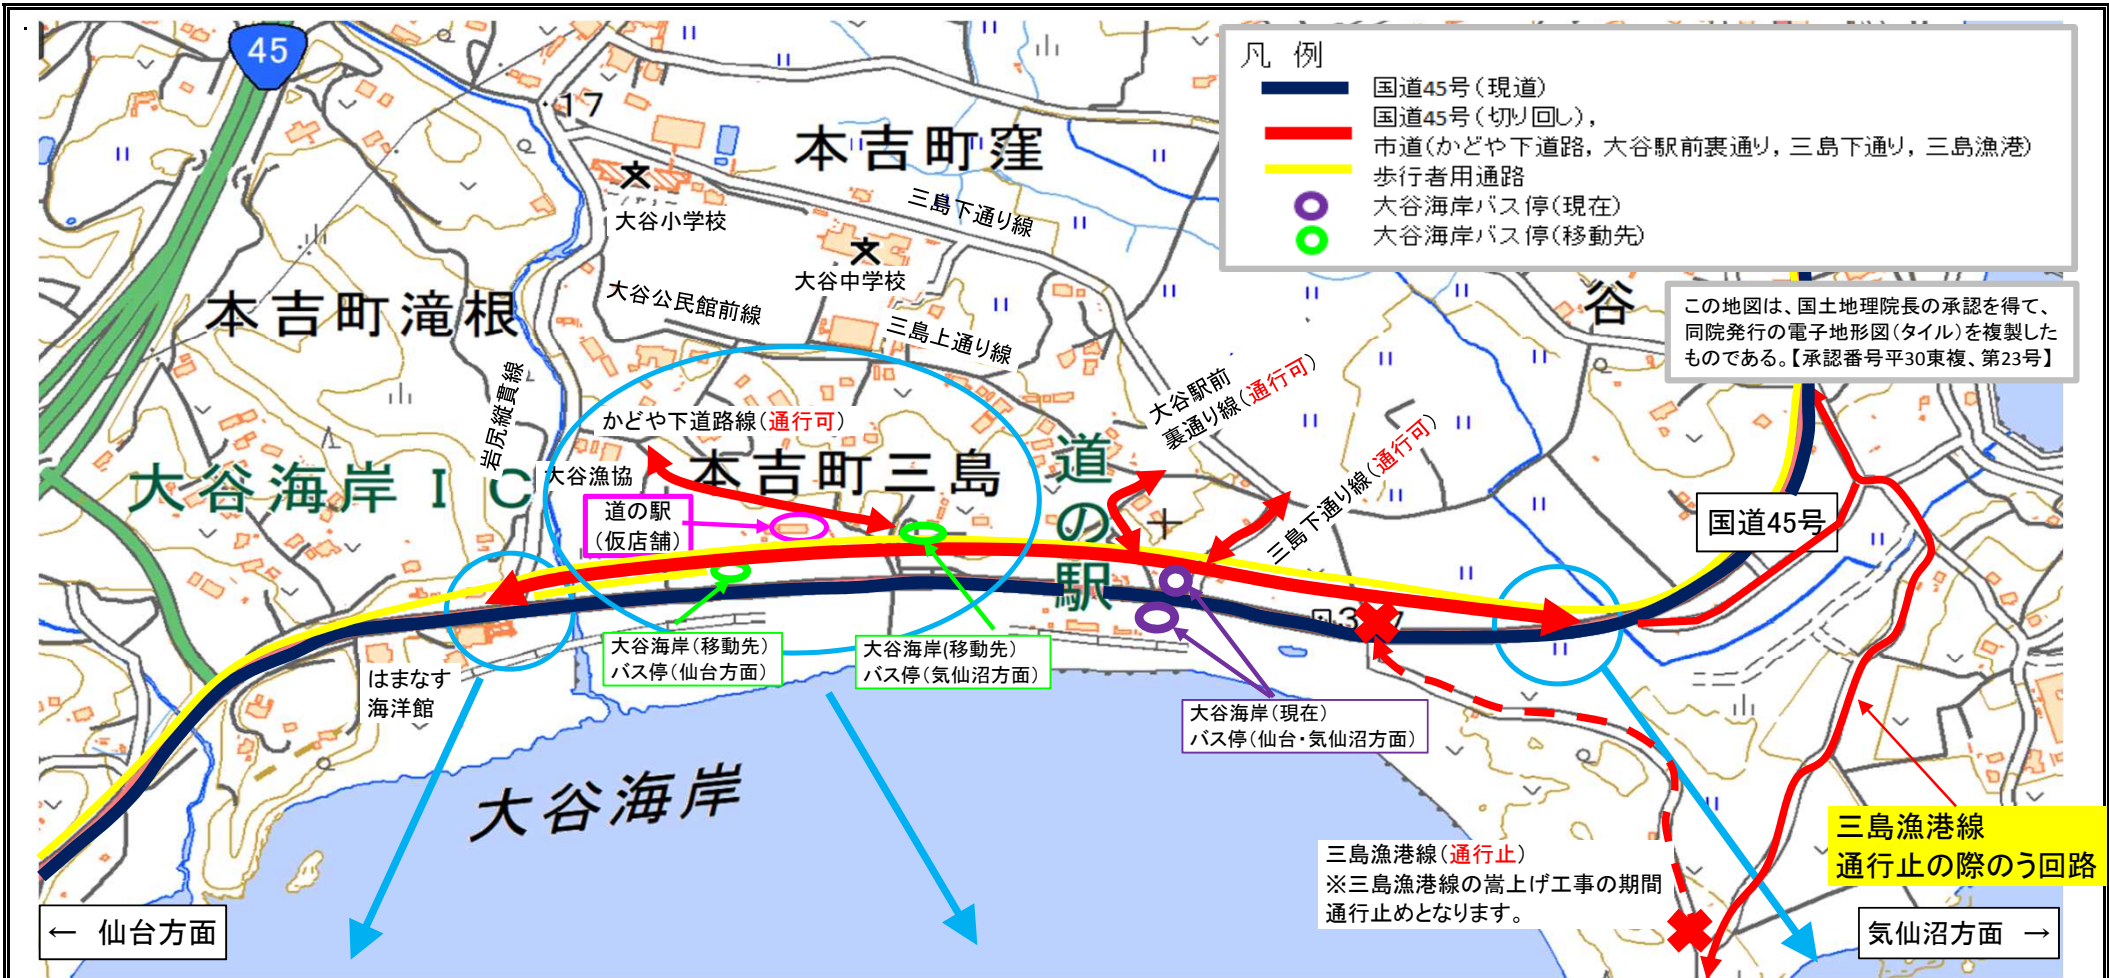 45
・17
本吉町窪
大谷小学校
三島下通り線
大谷中学校
大谷公民館前線
三島上通り線
本吉町滝根
岩尻縦貫線
凡 例
国道45号(現道)
国道45号(切り回し),
市道(かどや下道路, 大谷駅前裏通り, 三島下通り, 三島漁港)
歩行者用通路
大谷海岸バス停(現在)
大谷海岸バス停(移動先)
谷
この地図は、国土地理院長の承認を得て、
同院発行の電子地形図(タイル)を複製した
ものである。【承認番号平30東複、第23号】
かどや下道路線(通行可)
大谷駅前
裏通り線(通行可)
三島下通り線(通行可)
大谷海岸IC
大谷漁協
本吉町三島
道の駅
道の駅
(仮店舗)
国道45号
大谷海岸(移動先)
バス停(仙台方面)
大谷海岸(移動先)
バス停(気仙沼方面)
はまなす
海洋館
大谷海岸(現在)
バス停(仙台・気仙沼方面)
大谷海岸
三島漁港線(通行止)
※三島漁港線の嵩上げ工事の期間
通行止めとなります。
三島漁港線
通行止の際のう回路
← 仙台方面
気仙沼方面 →